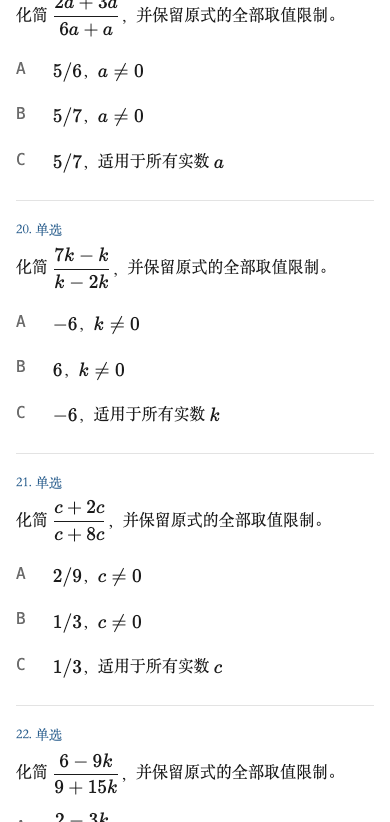 化简 \frac{2a + 3a}{6a + a}，并保留原式的全部取值限制。
A 5/6，a ≠ 0
B 5/7，a ≠ 0
C 5/7，适用于所有实数 a
20. 单选
化简 \frac{7k − k}{k − 2k}，并保留原式的全部取值限制。
A −6，k ≠ 0
B 6，k ≠ 0
C −6，适用于所有实数 k
21. 单选
化简 \frac{c + 2c}{c + 8c}，并保留原式的全部取值限制。
A 2/9，c ≠ 0
B 1/3，c ≠ 0
C 1/3，适用于所有实数 c
22. 单选
化简 \frac{6 − 9k}{9 + 15k}，并保留原式的全部取值限制。
2 − 3k